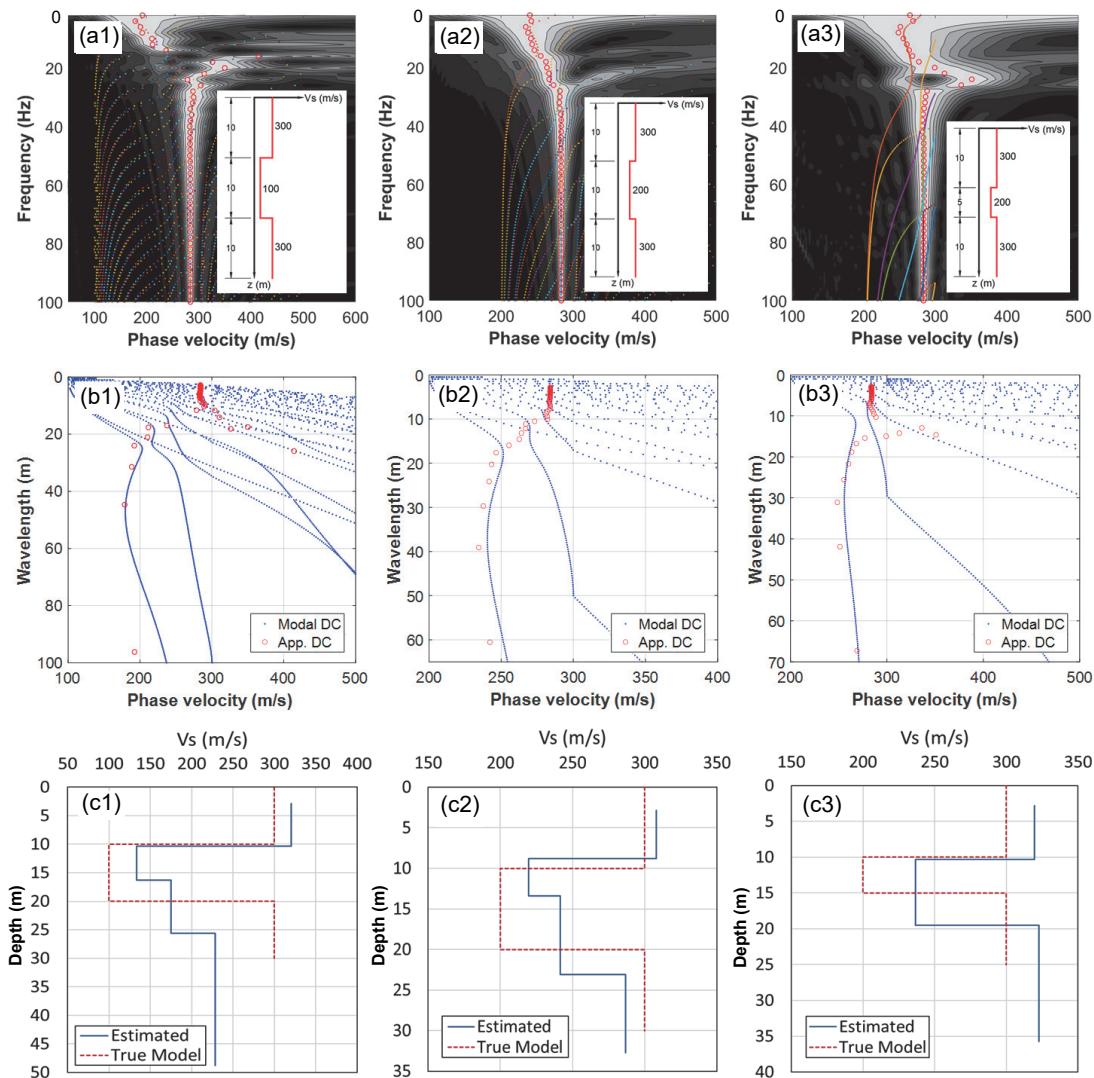 (a1)
0
20
40
60
80
100
Frequency (Hz)
100 200 300 400 500 600
Phase velocity (m/s)
Vs (m/s)
10
300
10
100
10
300
z (m)
(a2)
0
20
40
60
80
100
Frequency (Hz)
100 200 300 400 500
Phase velocity (m/s)
Vs (m/s)
10
300
10
200
10
300
z (m)
(a3)
0
20
40
60
80
100
Frequency (Hz)
100 200 300 400 500
Phase velocity (m/s)
Vs (m/s)
10
300
5
200
10
300
z (m)
(b1)
0
20
40
60
80
100
Wavelength (m)
Modal DC
App. DC
100 200 300 400 500
Phase velocity (m/s)
(b2)
0
10
20
30
40
50
60
Wavelength (m)
Modal DC
App. DC
200 250 300 350 400
Phase velocity (m/s)
(b3)
0
10
20
30
40
50
60
70
Wavelength (m)
Modal DC
App. DC
200 300 400 500
Phase velocity (m/s)
Vs (m/s)
50 100 150 200 250 300 350 400
(c1)
0
5
10
15
20
25
30
35
40
45
50
Depth (m)
Estimated
True Model
Vs (m/s)
150 200 250 300 350
(c2)
0
5
10
15
20
25
30
35
Depth (m)
Estimated
True Model
Vs (m/s)
150 200 250 300 350
(c3)
0
5
10
15
20
25
30
35
40
Depth (m)
Estimated
True Model